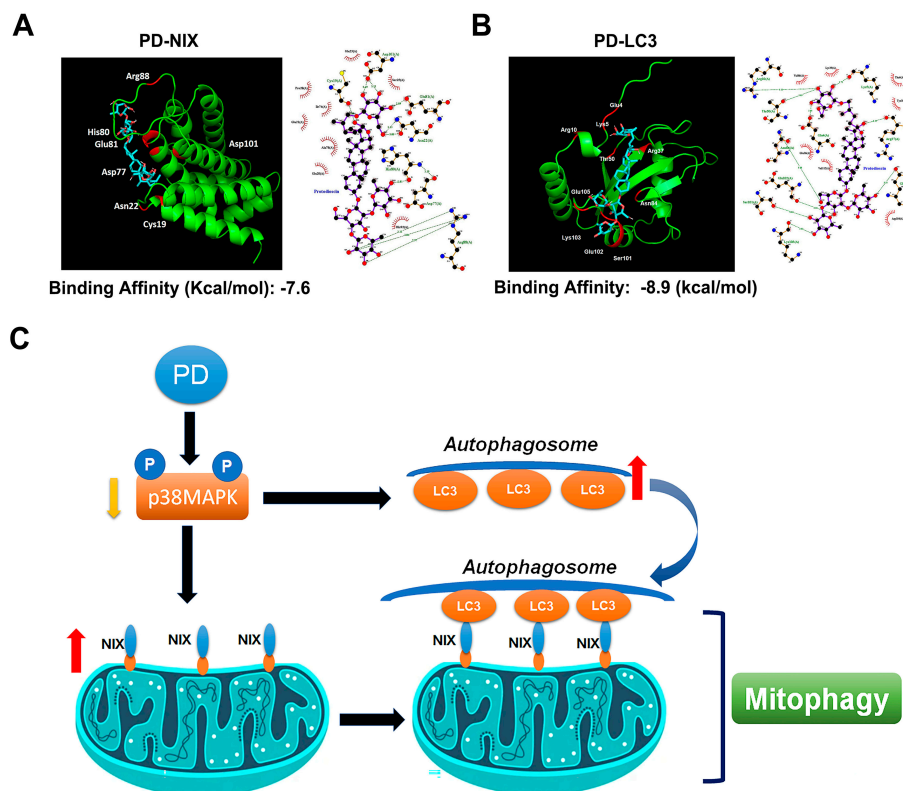 A
PD-NIX
Arg88
His80
Glu81
Asp101
Asp77
Asn22
Cys19
Protodioscin
Binding Affinity (Kcal/mol): -7.6
B
PD-LC3
Glu4
Lys5
Arg10
Thr50
Arg37
Glu105
Asn84
Lys103
Glu102
Ser101
Protodioscin
Binding Affinity: -8.9 (kcal/mol)
C
PD
P
P
p38MAPK
Autophagosome
LC3
LC3
LC3
Autophagosome
LC3
LC3
LC3
NIX
NIX
NIX
NIX
NIX
NIX
Mitophagy